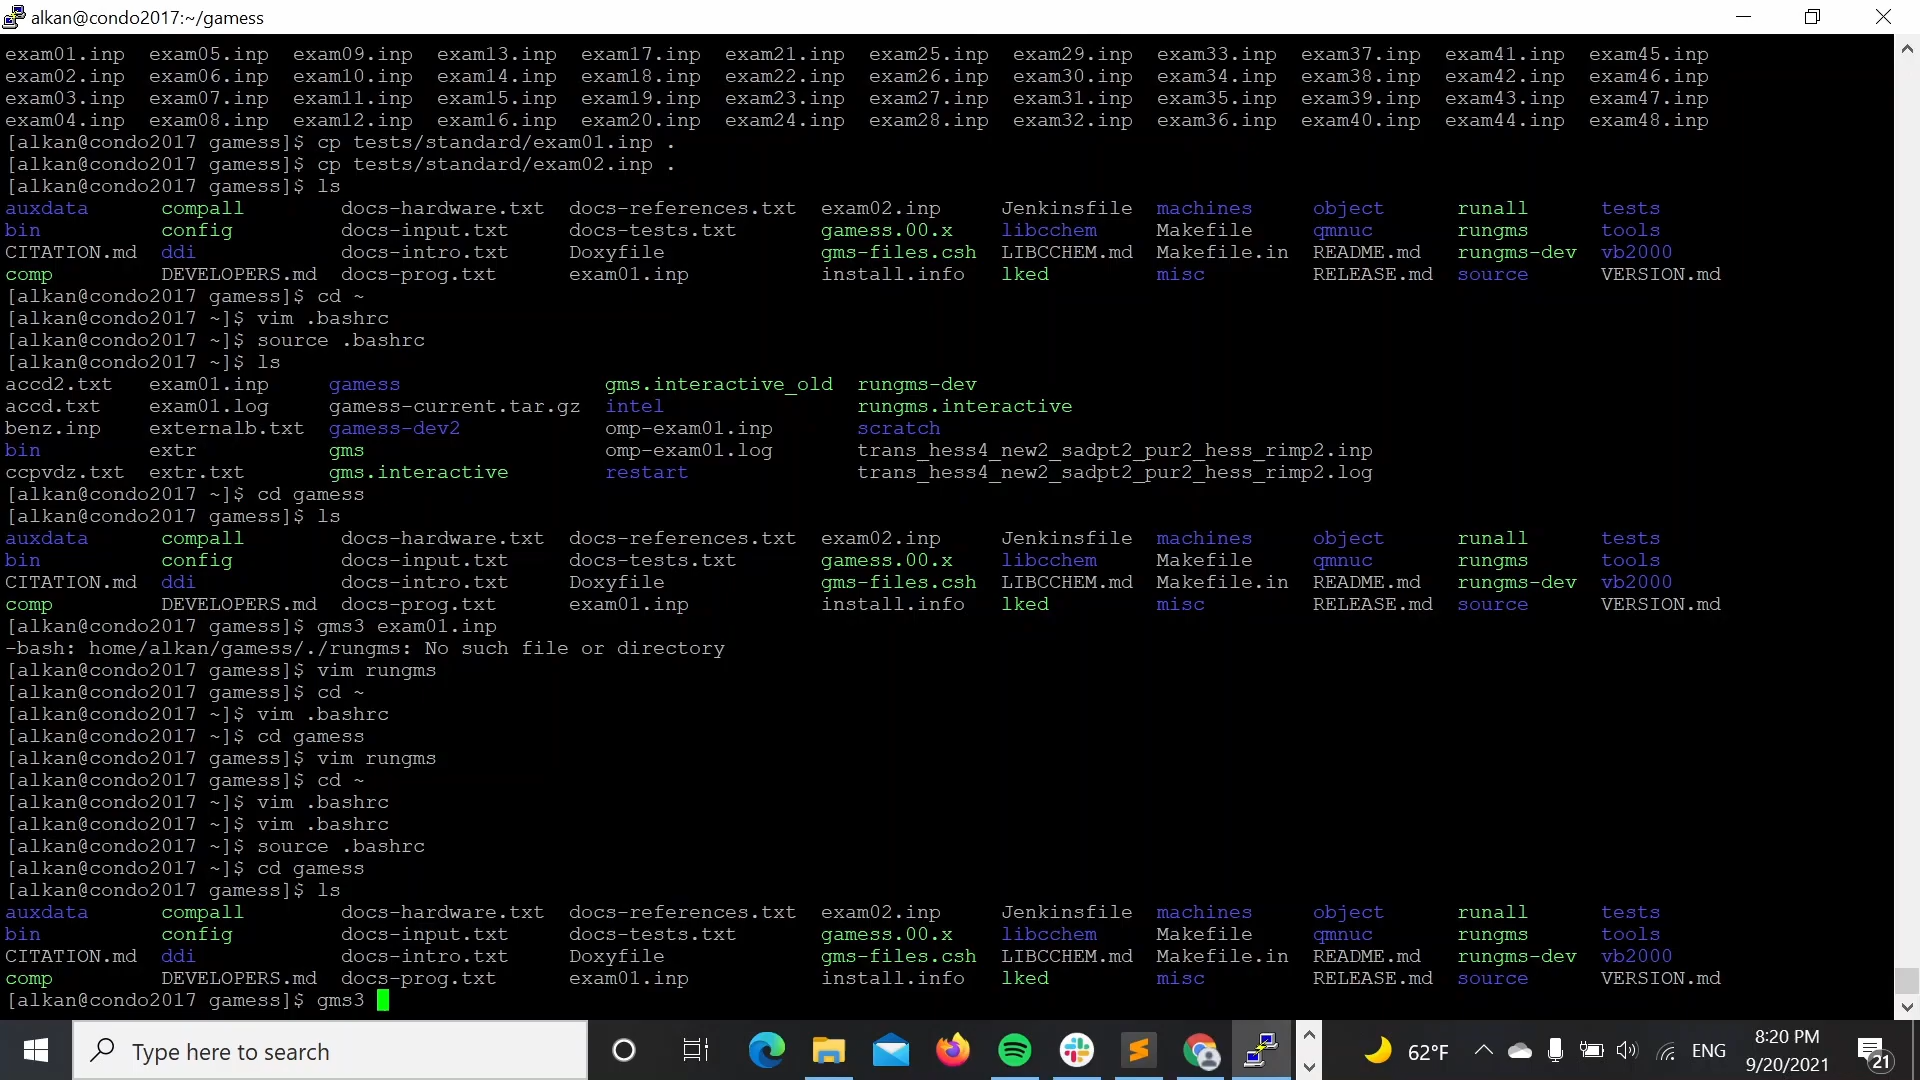 alkan@condo2017:~/gamess
exam01.inp  exam05.inp  exam09.inp  exam13.inp  exam17.inp  exam21.inp  exam25.inp  exam29.inp  exam33.inp  exam37.inp  exam41.inp  exam45.inp
exam02.inp  exam06.inp  exam10.inp  exam14.inp  exam18.inp  exam22.inp  exam26.inp  exam30.inp  exam34.inp  exam38.inp  exam42.inp  exam46.inp
exam03.inp  exam07.inp  exam11.inp  exam15.inp  exam19.inp  exam23.inp  exam27.inp  exam31.inp  exam35.inp  exam39.inp  exam43.inp  exam47.inp
exam04.inp  exam08.inp  exam12.inp  exam16.inp  exam20.inp  exam24.inp  exam28.inp  exam32.inp  exam36.inp  exam40.inp  exam44.inp  exam48.inp
[alkan@condo2017 gamess]$ cp tests/standard/exam01.inp .
[alkan@condo2017 gamess]$ cp tests/standard/exam02.inp .
[alkan@condo2017 gamess]$ ls
auxdata      compall        docs-hardware.txt  docs-references.txt  exam02.inp     Jenkinsfile  machines     object      runall      tests
bin          config         docs-input.txt     docs-tests.txt       gamess.00.x    libcchem     Makefile     qmnuc       rungms      tools
CITATION.md  ddi            docs-intro.txt     Doxyfile             gms-files.csh  LIBCCHEM.md  Makefile.in  README.md   rungms-dev  vb2000
comp         DEVELOPERS.md  docs-prog.txt      exam01.inp           install.info   lked         misc         RELEASE.md  source      VERSION.md
[alkan@condo2017 gamess]$ cd ~
[alkan@condo2017 ~]$ vim .bashrc
[alkan@condo2017 ~]$ source .bashrc
[alkan@condo2017 ~]$ ls
accd2.txt   exam01.inp     gamess                 gms.interactive_old  rungms-dev
accd.txt    exam01.log     gamess-current.tar.gz  intel                rungms.interactive
benz.inp    externalb.txt  gamess-dev2            omp-exam01.inp       scratch
bin         extr           gms                    omp-exam01.log       trans_hess4_new2_sadpt2_pur2_hess_rimp2.inp
ccpvdz.txt  extr.txt       gms.interactive        restart              trans_hess4_new2_sadpt2_pur2_hess_rimp2.log
[alkan@condo2017 ~]$ cd gamess
[alkan@condo2017 gamess]$ ls
auxdata      compall        docs-hardware.txt  docs-references.txt  exam02.inp     Jenkinsfile  machines     object      runall      tests
bin          config         docs-input.txt     docs-tests.txt       gamess.00.x    libcchem     Makefile     qmnuc       rungms      tools
CITATION.md  ddi            docs-intro.txt     Doxyfile             gms-files.csh  LIBCCHEM.md  Makefile.in  README.md   rungms-dev  vb2000
comp         DEVELOPERS.md  docs-prog.txt      exam01.inp           install.info   lked         misc         RELEASE.md  source      VERSION.md
[alkan@condo2017 gamess]$ gms3 exam01.inp
-bash: home/alkan/gamess/./rungms: No such file or directory
[alkan@condo2017 gamess]$ vim rungms
[alkan@condo2017 gamess]$ cd ~
[alkan@condo2017 ~]$ vim .bashrc
[alkan@condo2017 ~]$ cd gamess
[alkan@condo2017 gamess]$ vim rungms
[alkan@condo2017 gamess]$ cd ~
[alkan@condo2017 ~]$ vim .bashrc
[alkan@condo2017 ~]$ vim .bashrc
[alkan@condo2017 ~]$ source .bashrc
[alkan@condo2017 ~]$ cd gamess
[alkan@condo2017 gamess]$ ls
auxdata      compall        docs-hardware.txt  docs-references.txt  exam02.inp     Jenkinsfile  machines     object      runall      tests
bin          config         docs-input.txt     docs-tests.txt       gamess.00.x    libcchem     Makefile     qmnuc       rungms      tools
CITATION.md  ddi            docs-intro.txt     Doxyfile             gms-files.csh  LIBCCHEM.md  Makefile.in  README.md   rungms-dev  vb2000
comp         DEVELOPERS.md  docs-prog.txt      exam01.inp           install.info   lked         misc         RELEASE.md  source      VERSION.md
[alkan@condo2017 gamess]$ gms3
Type here to search
62°F
ENG
8:20 PM
9/20/2021
21